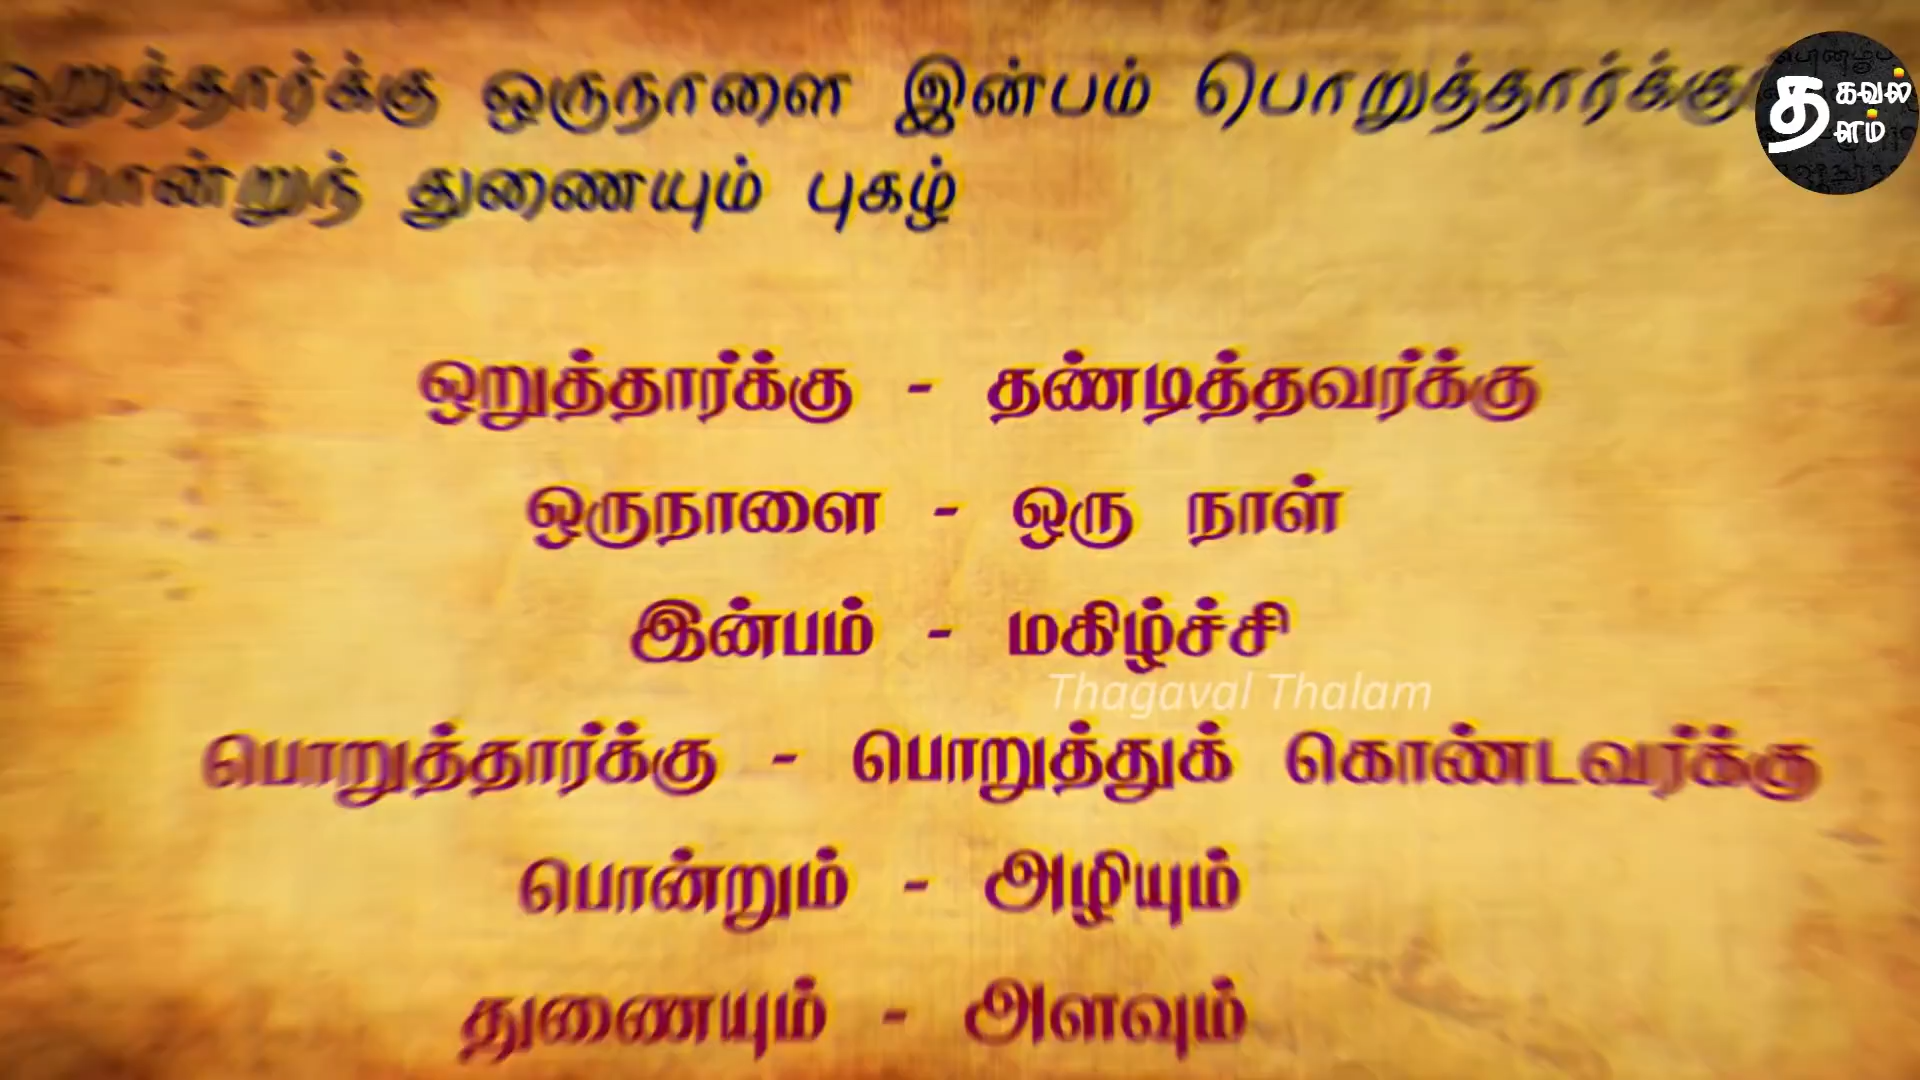 ஒறுத்தார்க்கு ஒருநாளை இன்பம் பொறுத்தார்க்குப்
பொன்றுந் துணையும் புகழ்
தகவல்
தளம்
ஒறுத்தார்க்கு - தண்டித்தவர்க்கு
ஒருநாளை - ஒரு நாள்
இன்பம் - மகிழ்ச்சி
Thagaval Thalam
பொறுத்தார்க்கு - பொறுத்துக் கொண்டவர்க்கு
பொன்றும் - அழியும்
துணையும் - அளவும்